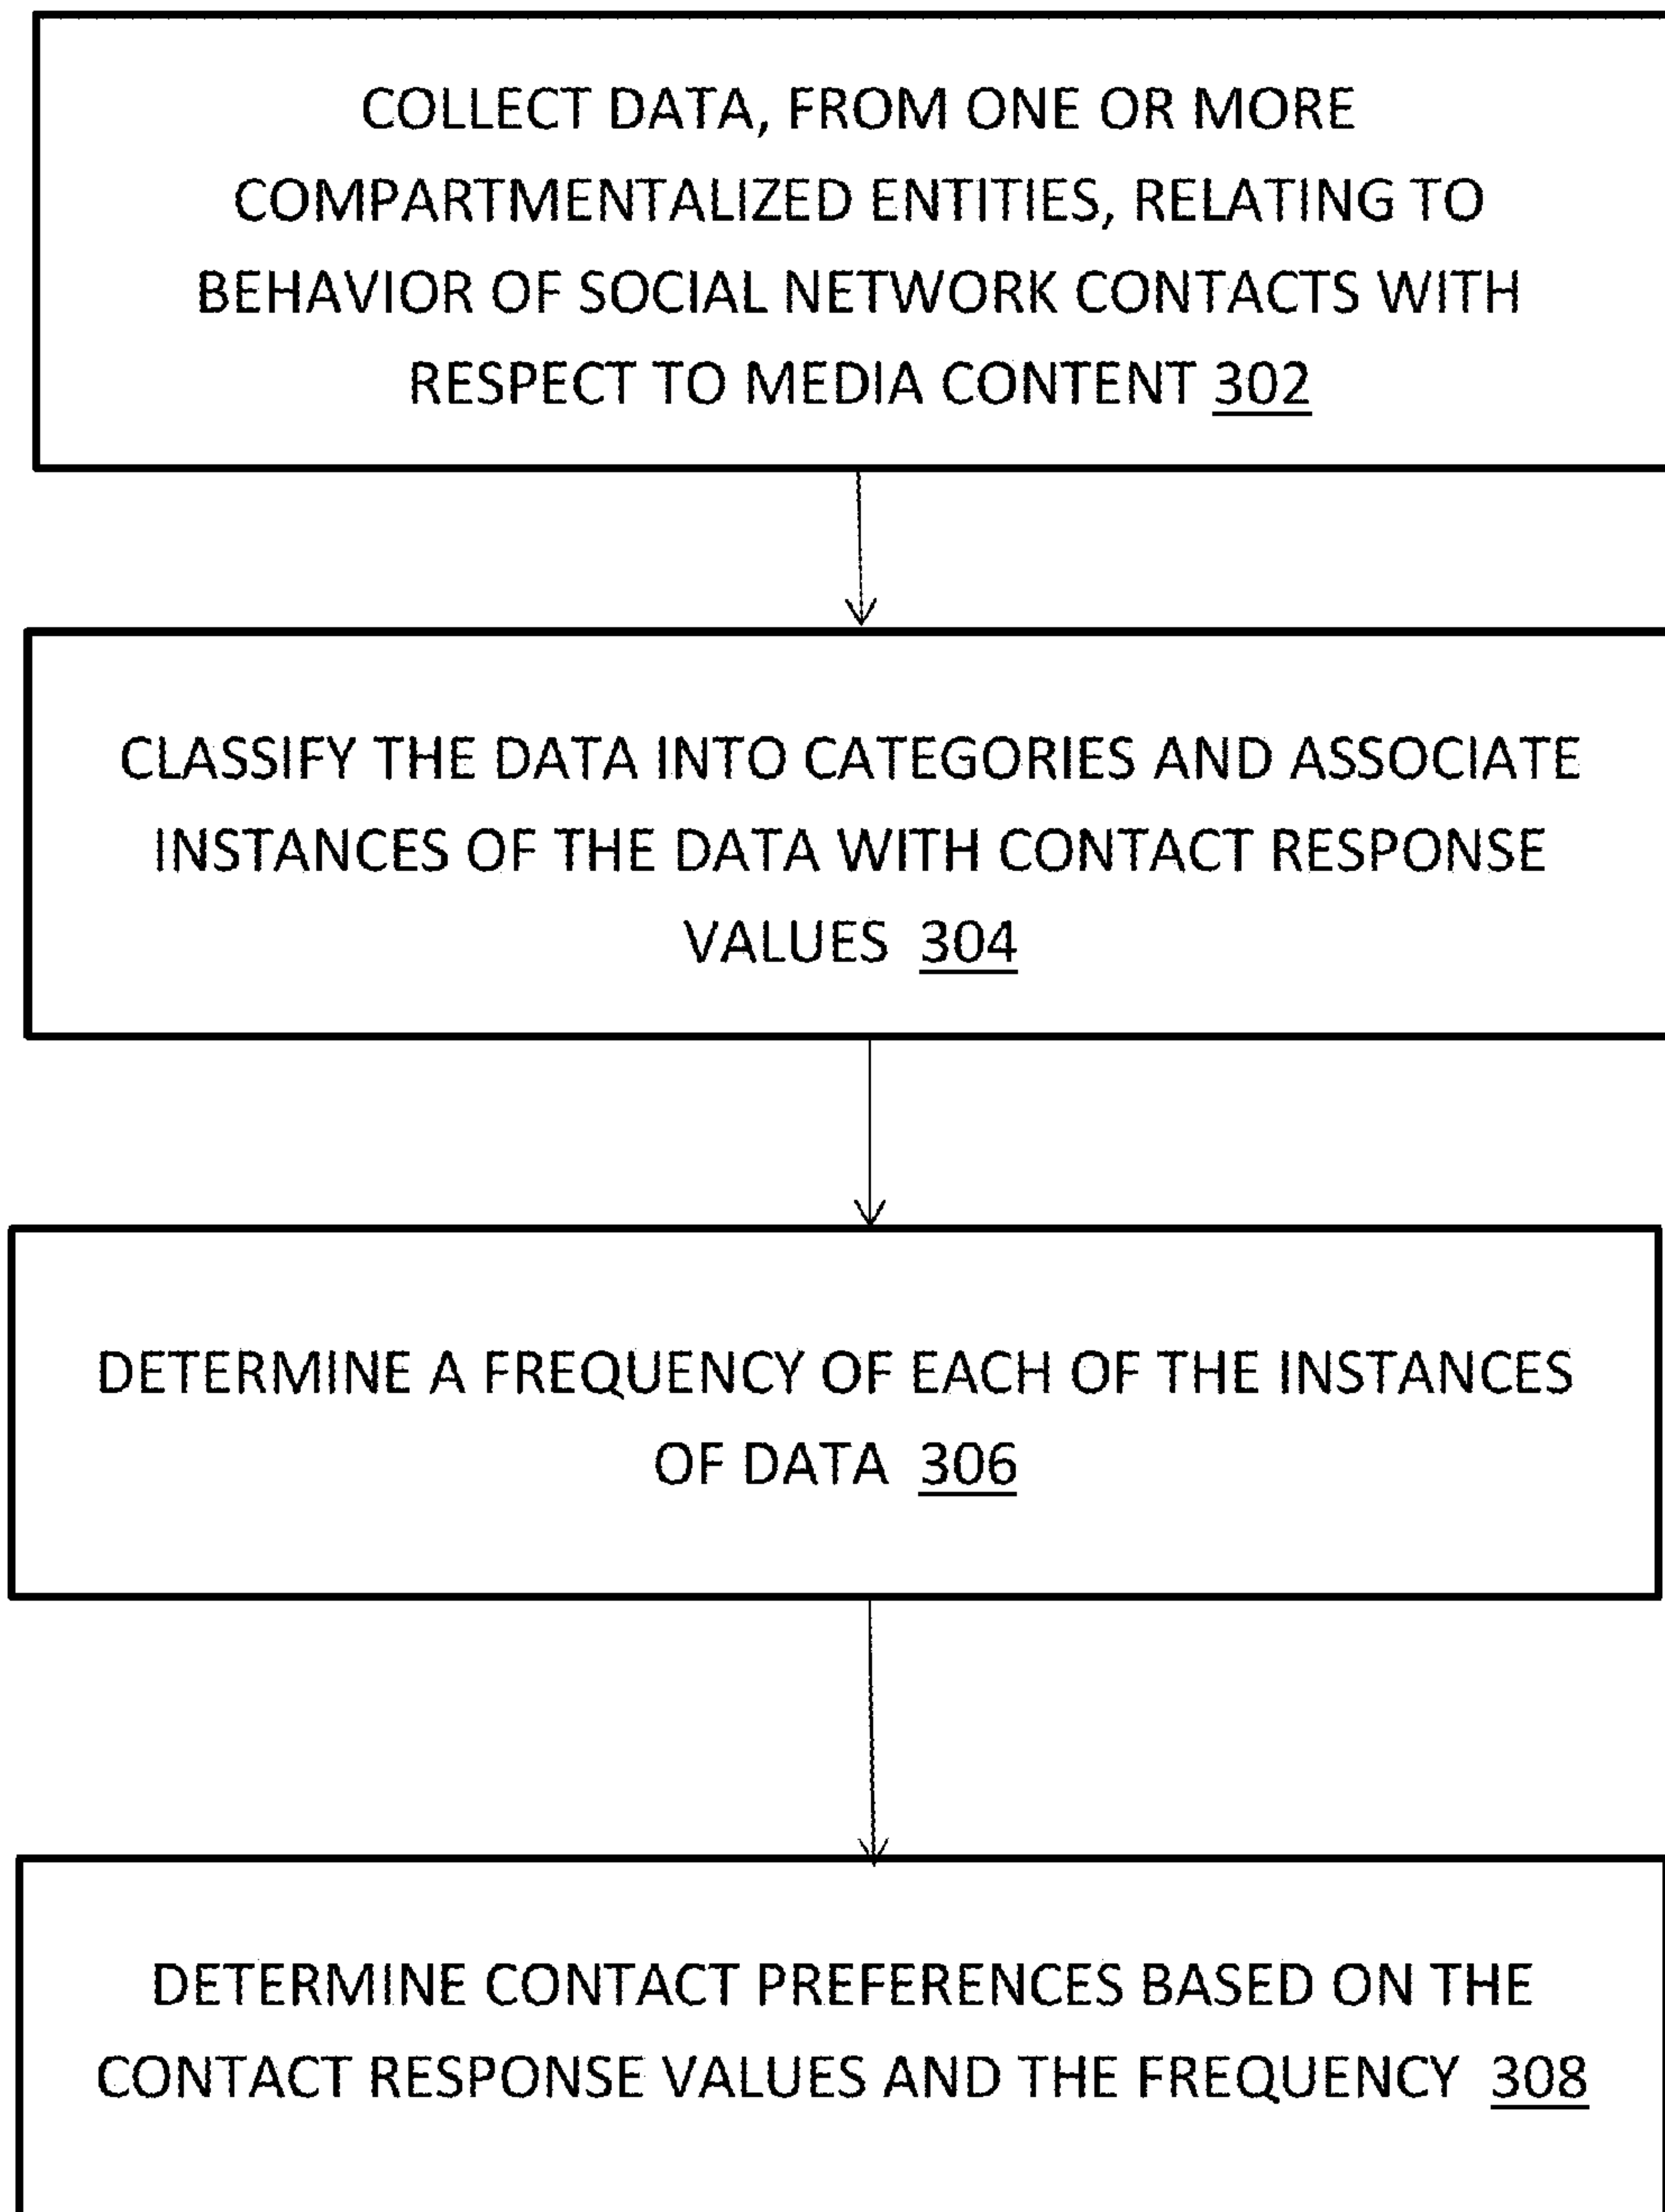 COLLECT DATA, FROM ONE OR MORE
COMPARTMENTALIZED ENTITIES, RELATING TO
BEHAVIOR OF SOCIAL NETWORK CONTACTS WITH
RESPECT TO MEDIA CONTENT 302
CLASSIFY THE DATA INTO CATEGORIES AND ASSOCIATE
INSTANCES OF THE DATA WITH CONTACT RESPONSE
VALUES 304
DETERMINE A FREQUENCY OF EACH OF THE INSTANCES
OF DATA 306
DETERMINE CONTACT PREFERENCES BASED ON THE
CONTACT RESPONSE VALUES AND THE FREQUENCY 308